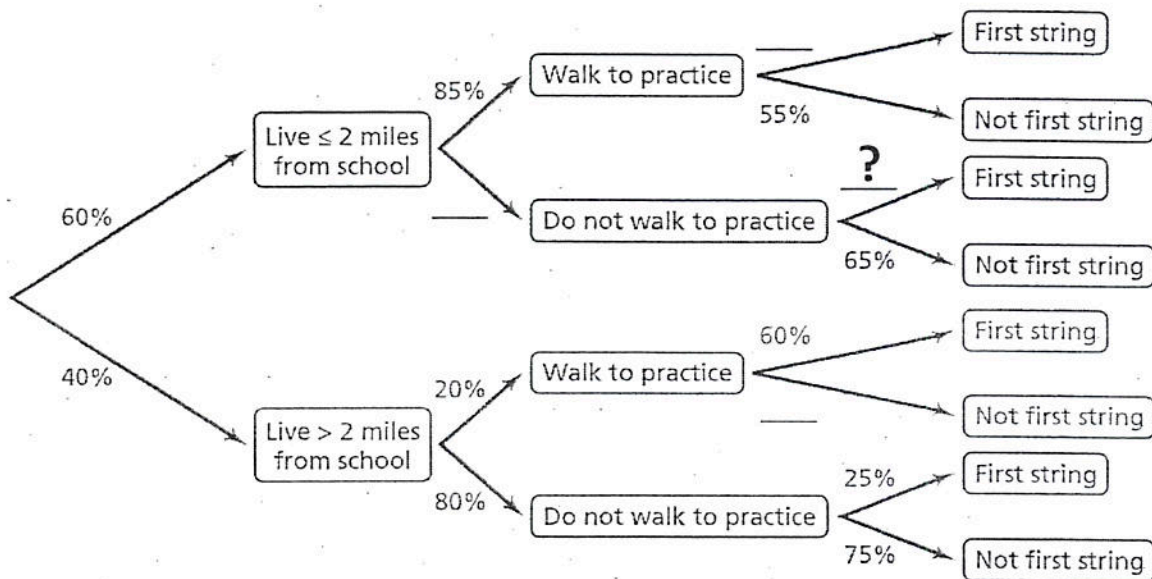 First string
Walk to practice
85%
55%
Not first string
Live ≤ 2 miles
from school
?
First string
60%
Do not walk to practice
65%
Not first string
60%
First string
40%
Walk to practice
20%
Not first string
Live > 2 miles
from school
25%
First string
80%
Do not walk to practice
75%
Not first string